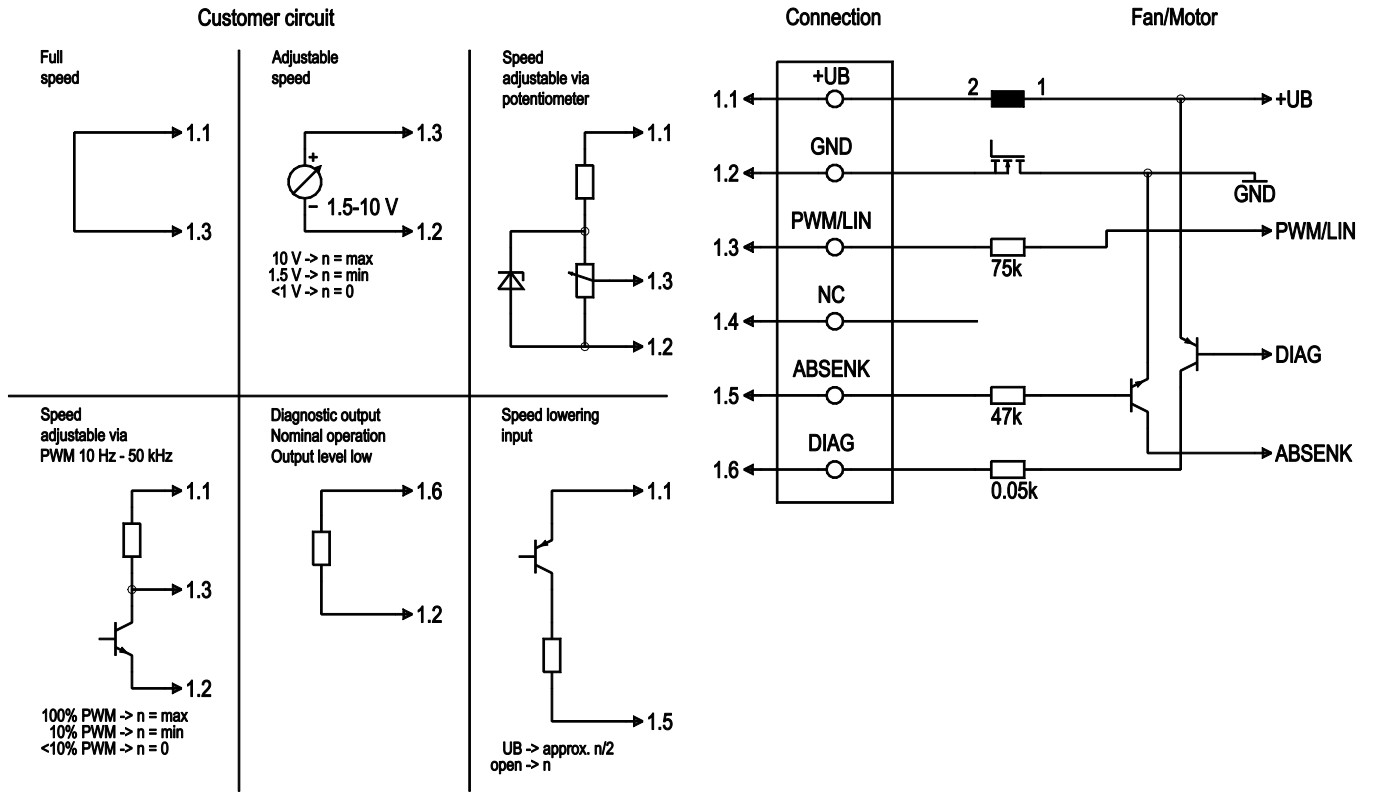 Customer circuit
Full
speed
1.1
1.3
Adjustable
speed
1.3
+
–
1.5-10 V
1.2
10 V -> n = max
1.5 V -> n = min
<1 V -> n = 0
Speed
adjustable via
potentiometer
1.1
1.3
1.2
Speed
adjustable via
PWM 10 Hz - 50 kHz
1.1
1.3
1.2
100% PWM -> n = max
10% PWM -> n = min
<10% PWM -> n = 0
Diagnostic output
Nominal operation
Output level low
1.6
1.2
Speed lowering
input
1.1
1.5
UB -> approx. n/2
open -> n
Connection
Fan/Motor
+UB
1.1
2
1
+UB
GND
1.2
GND
PWM/LIN
1.3
75k
PWM/LIN
NC
1.4
DIAG
ABSENK
1.5
47k
ABSENK
DIAG
1.6
0.05k